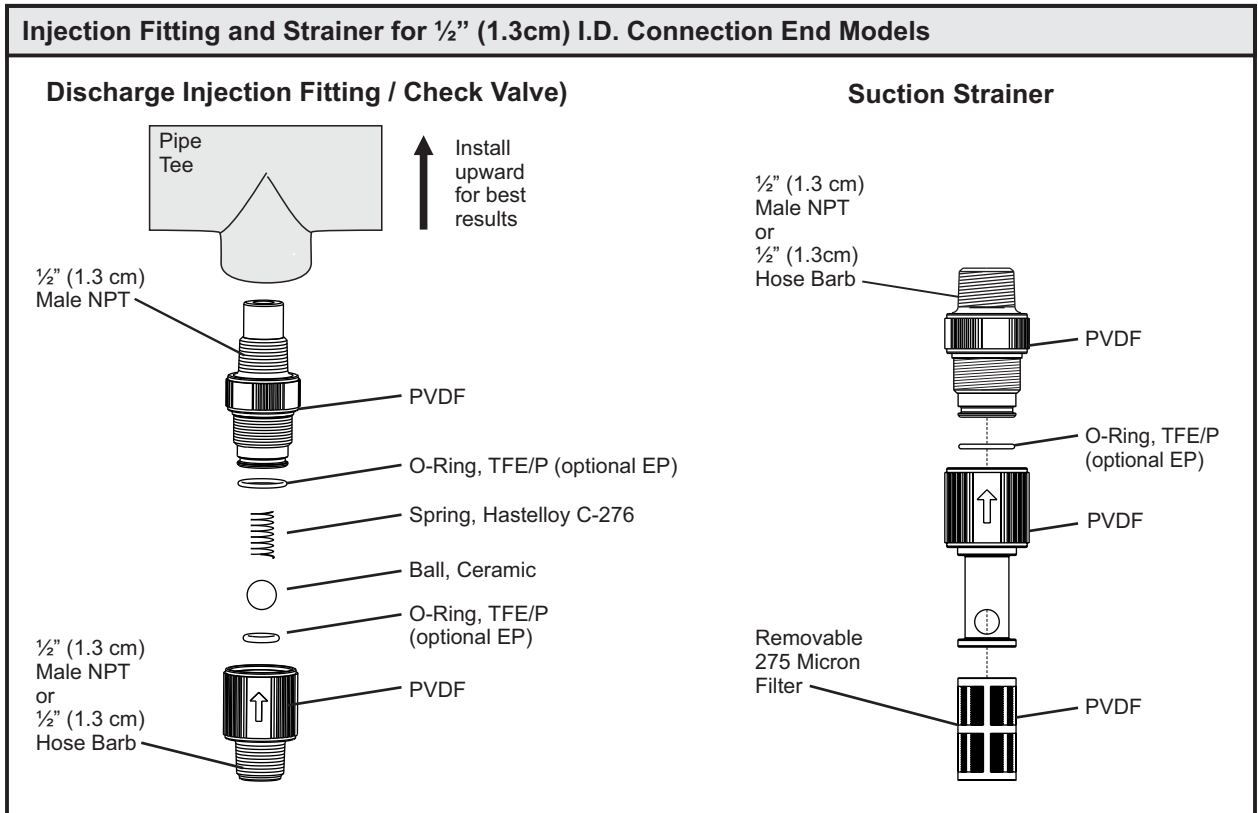 Injection Fitting and Strainer for ½” (1.3cm) I.D. Connection End Models
Discharge Injection Fitting / Check Valve)
Pipe
Tee
Install
upward
for best
results
½” (1.3 cm)
Male NPT
PVDF
O-Ring, TFE/P (optional EP)
Spring, Hastelloy C-276
Ball, Ceramic
O-Ring, TFE/P
(optional EP)
½” (1.3 cm)
Male NPT
or
½” (1.3 cm)
Hose Barb
PVDF
Suction Strainer
½” (1.3 cm)
Male NPT
or
½” (1.3cm)
Hose Barb
PVDF
O-Ring, TFE/P
(optional EP)
PVDF
Removable
275 Micron
Filter
PVDF